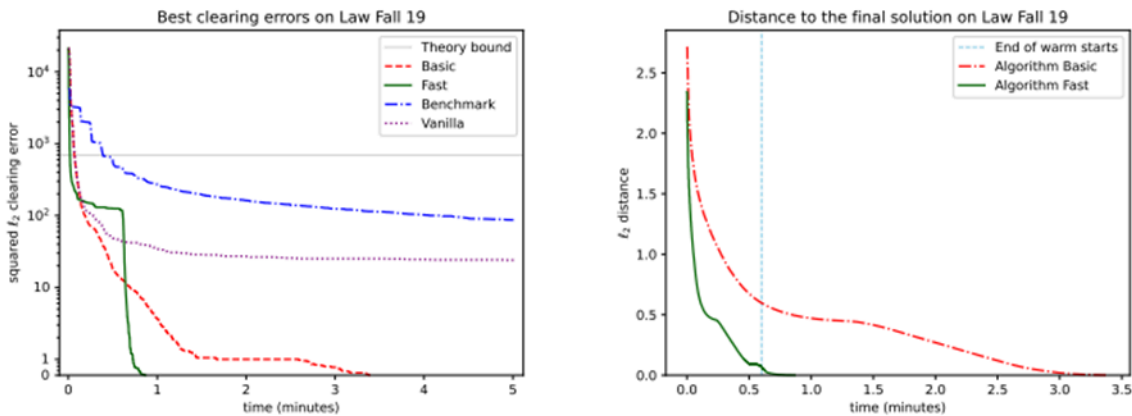 Best clearing errors on Law Fall 19
squared ℓ₂ clearing error
10⁴
10³
10²
10
1
0
Theory bound
Basic
Fast
Benchmark
Vanilla
0 1 2 3 4 5
time (minutes)
Distance to the final solution on Law Fall 19
ℓ₂ distance
2.5
2.0
1.5
1.0
0.5
0.0
End of warm starts
Algorithm Basic
Algorithm Fast
0.0 0.5 1.0 1.5 2.0 2.5 3.0 3.5
time (minutes)